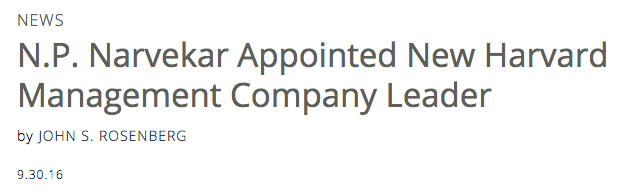 NEWS
N.P. Narvekar Appointed New Harvard
Management Company Leader
by JOHN S. ROSENBERG
9.30.16